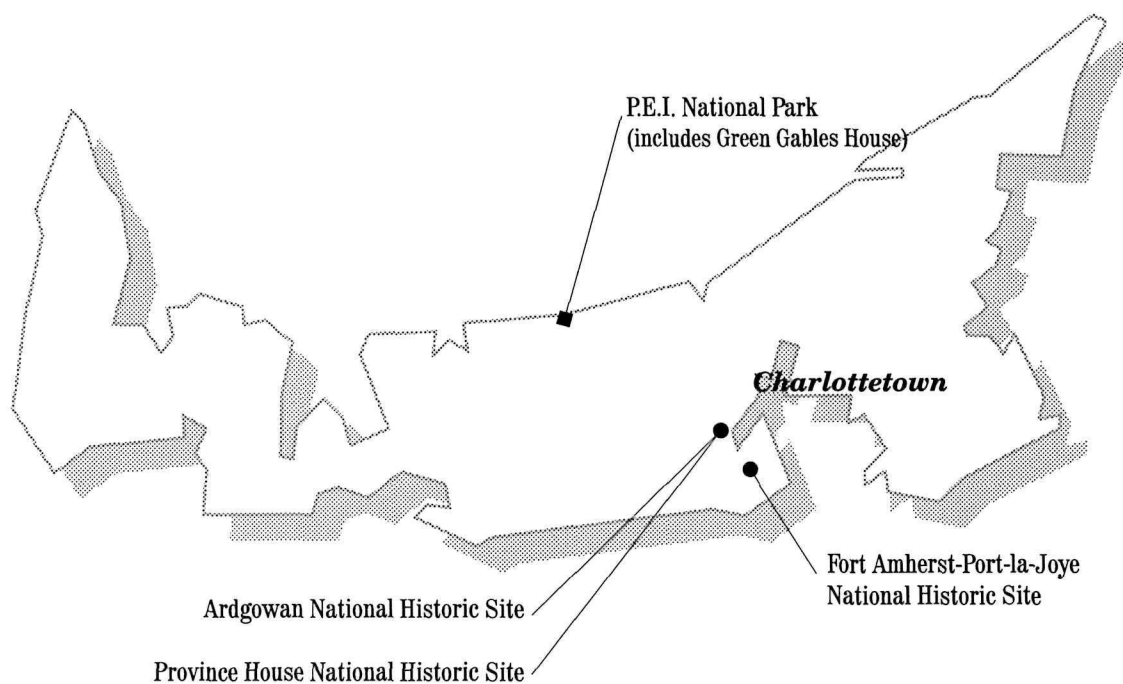 P.E.I. National Park
(includes Green Gables House)
Charlottetown
Fort Amherst-Port-la-Joye
National Historic Site
Ardgowan National Historic Site
Province House National Historic Site